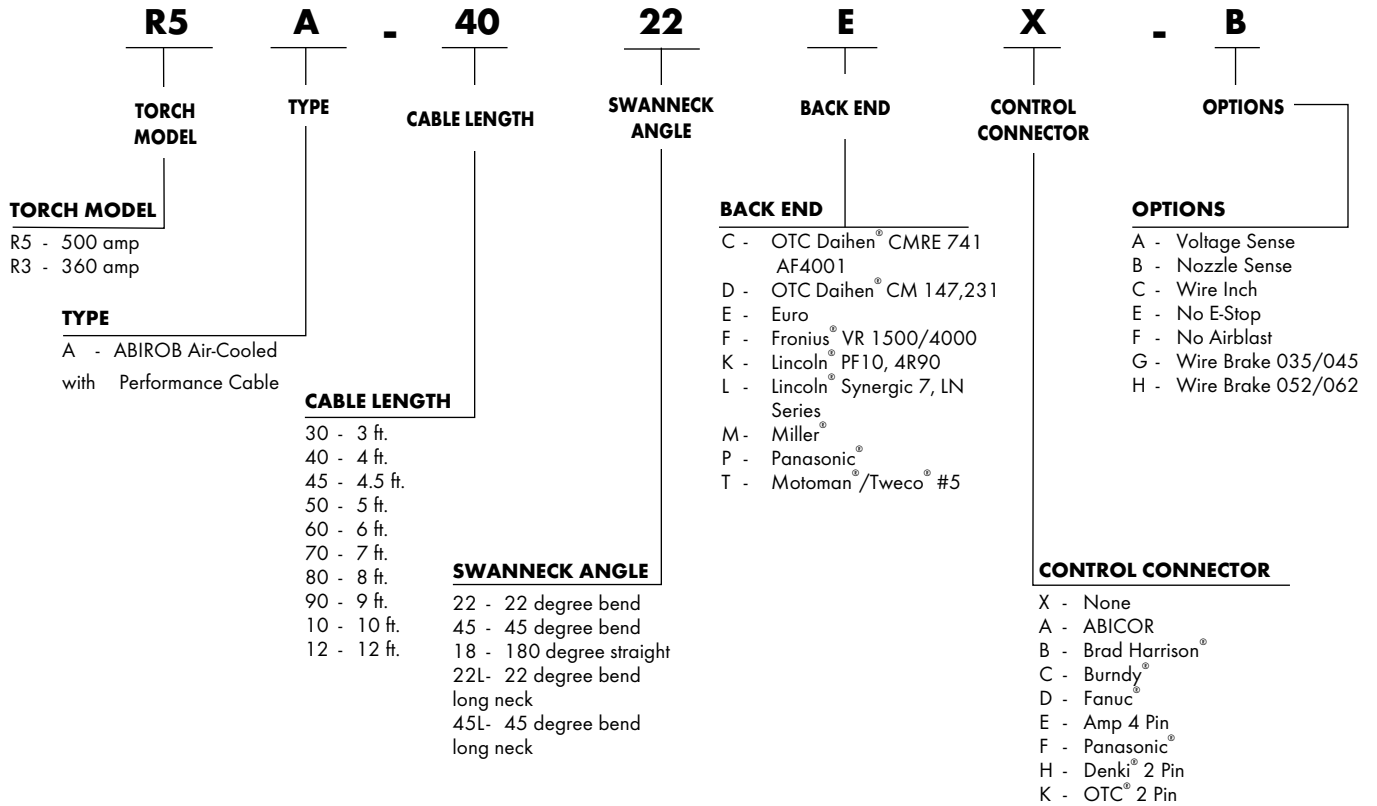 R5 A - 40 22 E X - B
TORCH
MODEL
TYPE
CABLE LENGTH
SWANNECK
ANGLE
BACK END
CONTROL
CONNECTOR
OPTIONS
TORCH MODEL
R5 - 500 amp
R3 - 360 amp
TYPE
A - ABIROB Air-Cooled
with Performance Cable
CABLE LENGTH
30 - 3 ft.
40 - 4 ft.
45 - 4.5 ft.
50 - 5 ft.
60 - 6 ft.
70 - 7 ft.
80 - 8 ft.
90 - 9 ft.
10 - 10 ft.
12 - 12 ft.
SWANNECK ANGLE
22 - 22 degree bend
45 - 45 degree bend
18 - 180 degree straight
22L- 22 degree bend
long neck
45L- 45 degree bend
long neck
BACK END
C - OTC Daihen® CMRE 741
AF4001
D - OTC Daihen® CM 147,231
E - Euro
F - Fronius® VR 1500/4000
K - Lincoln® PF10, 4R90
L - Lincoln® Synergic 7, LN
Series
M - Miller®
P - Panasonic®
T - Motoman®/Tweco® #5
CONTROL CONNECTOR
X - None
A - ABICOR
B - Brad Harrison®
C - Burndy®
D - Fanuc®
E - Amp 4 Pin
F - Panasonic®
H - Denki® 2 Pin
K - OTC® 2 Pin
OPTIONS
A - Voltage Sense
B - Nozzle Sense
C - Wire Inch
E - No E-Stop
F - No Airblast
G - Wire Brake 035/045
H - Wire Brake 052/062